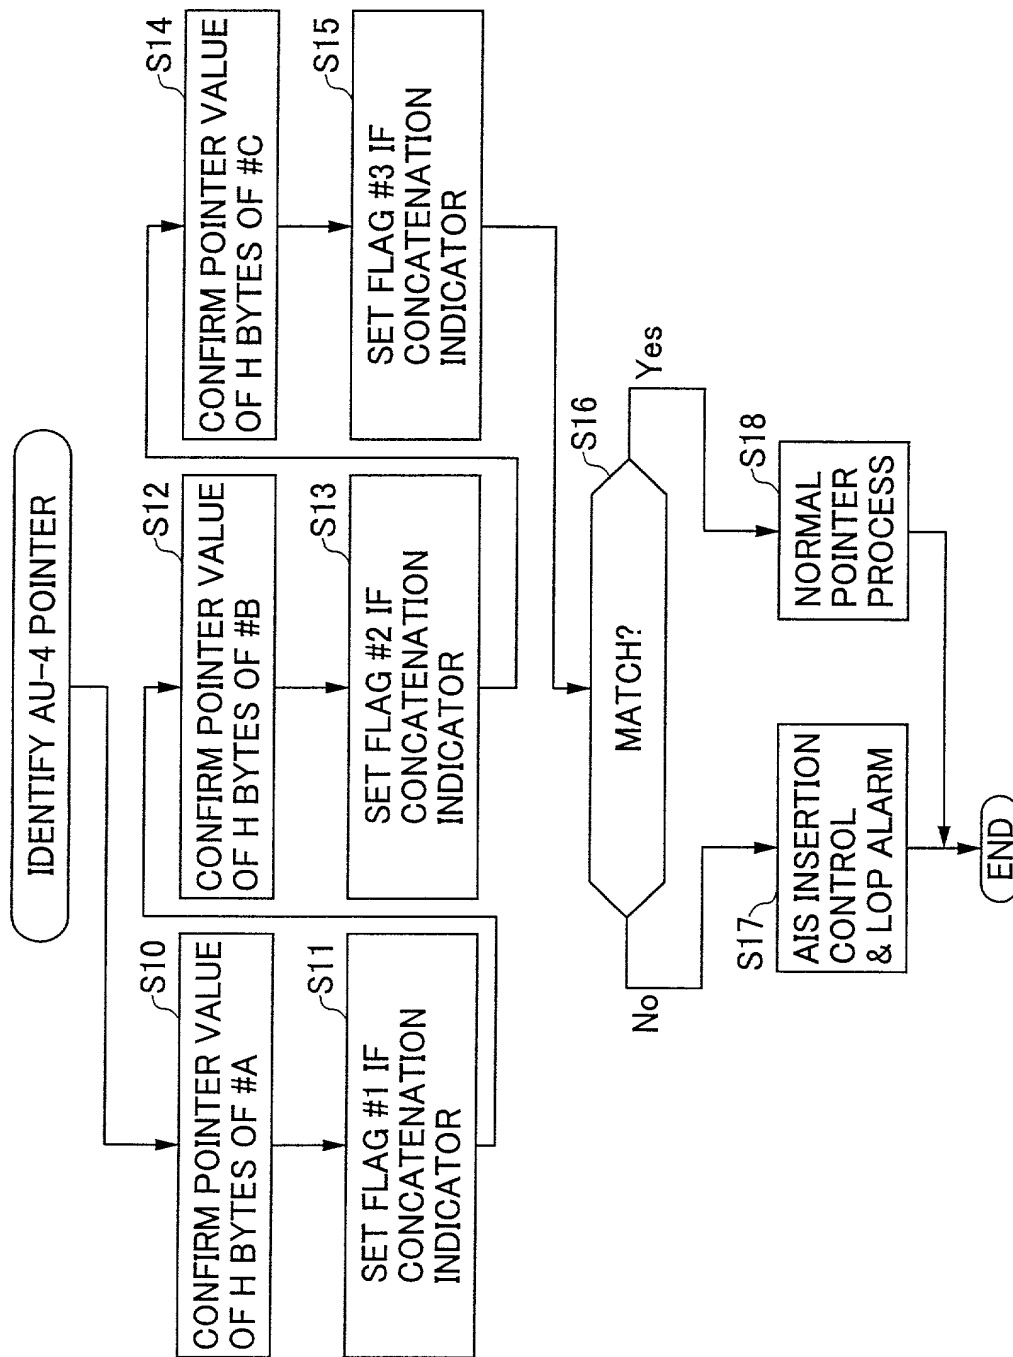 IDENTIFY AU-4 POINTER
S10
CONFIRM POINTER VALUE
OF H BYTES OF #A
S11
SET FLAG #1 IF
CONCATENATION
INDICATOR
S12
CONFIRM POINTER VALUE
OF H BYTES OF #B
S13
SET FLAG #2 IF
CONCATENATION
INDICATOR
S14
CONFIRM POINTER VALUE
OF H BYTES OF #C
S15
SET FLAG #3 IF
CONCATENATION
INDICATOR
S16
MATCH?
No
Yes
S17
AIS INSERTION
CONTROL
& LOP ALARM
S18
NORMAL
POINTER
PROCESS
END